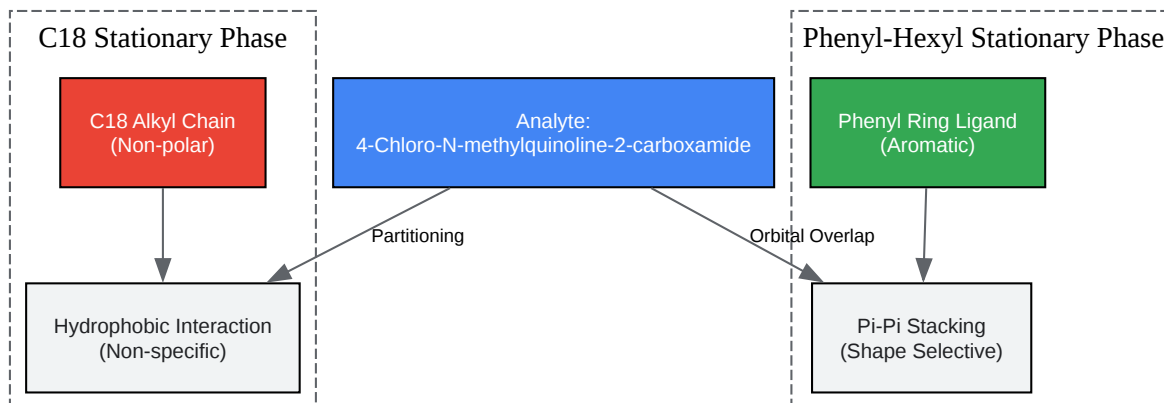 C18 Stationary Phase
Phenyl-Hexyl Stationary Phase
C18 Alkyl Chain
(Non-polar)
Analyte:
4-Chloro-N-methylquinoline-2-carboxamide
Phenyl Ring Ligand
(Aromatic)
Partitioning
Orbital Overlap
Hydrophobic Interaction
(Non-specific)
Pi-Pi Stacking
(Shape Selective)